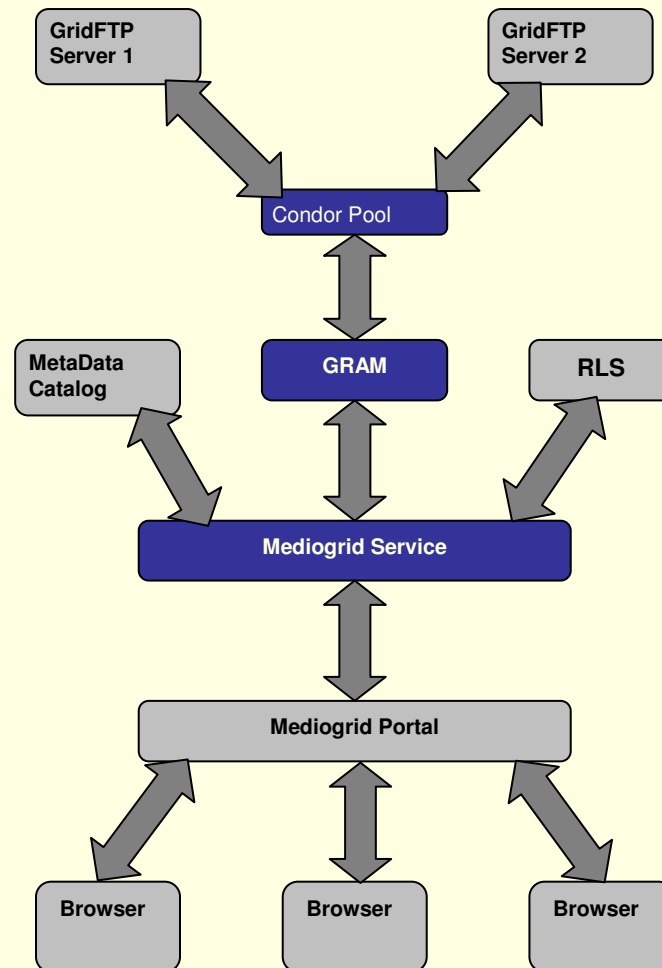 GridFTP
Server 1
GridFTP
Server 2
Condor Pool
MetaData
Catalog
GRAM
RLS
Mediogrid Service
Mediogrid Portal
Browser
Browser
Browser